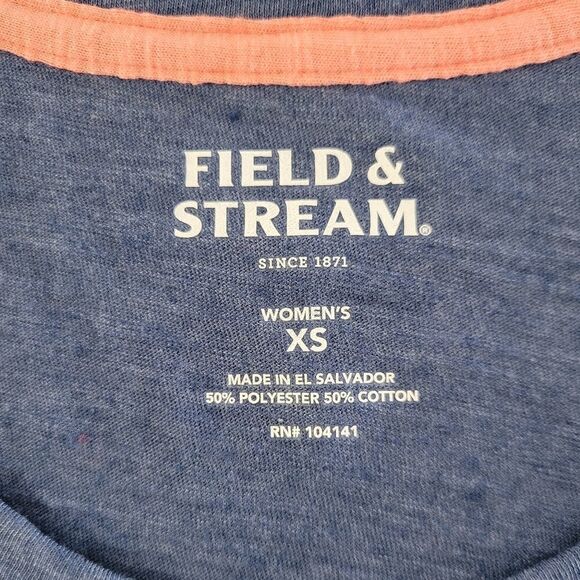 FIELD &
STREAM®
SINCE 1871
WOMEN'S
XS
MADE IN EL SALVADOR
50% POLYESTER 50% COTTON
RN# 104141